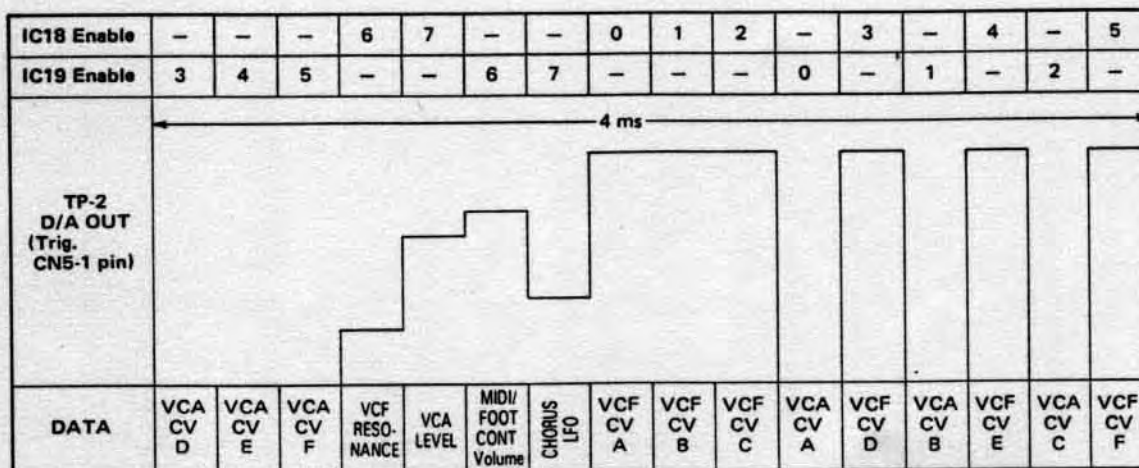 IC18 Enable – – – 6 7 – – 0 1 2 – 3 – 4 – 5
IC19 Enable 3 4 5 – – 6 7 – – – 0 – 1 – 2 –
4 ms
TP-2
D/A OUT
(Trig.
CN5-1 pin)
DATA
VCA
CV
D
VCA
CV
E
VCA
CV
F
VCF
RESO-
NANCE
VCA
LEVEL
MIDI/
FOOT
CONT
Volume
CHORUS
LFO
VCF
CV
A
VCF
CV
B
VCF
CV
C
VCA
CV
A
VCF
CV
D
VCA
CV
B
VCF
CV
E
VCA
CV
C
VCF
CV
F